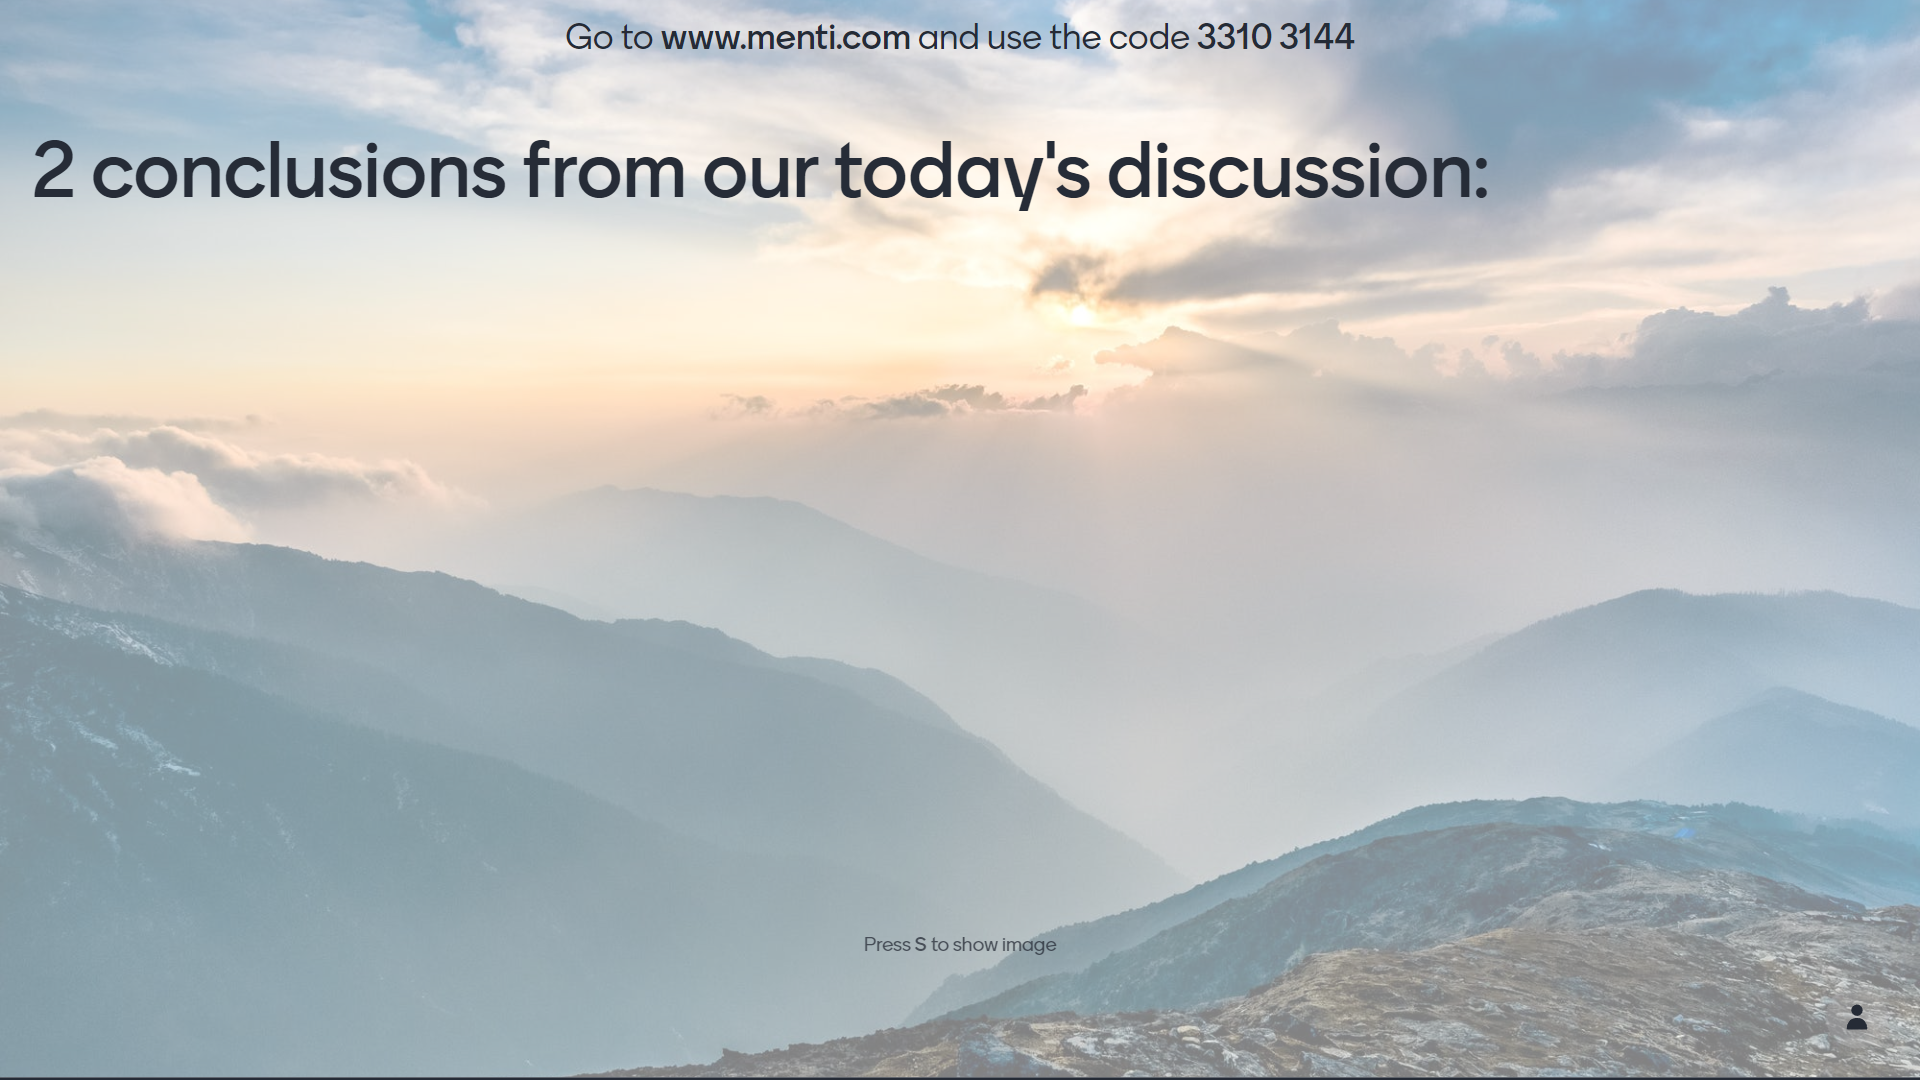 Go to www.menti.com and use the code 3310 3144
2 conclusions from our today's discussion:
Press S to show image